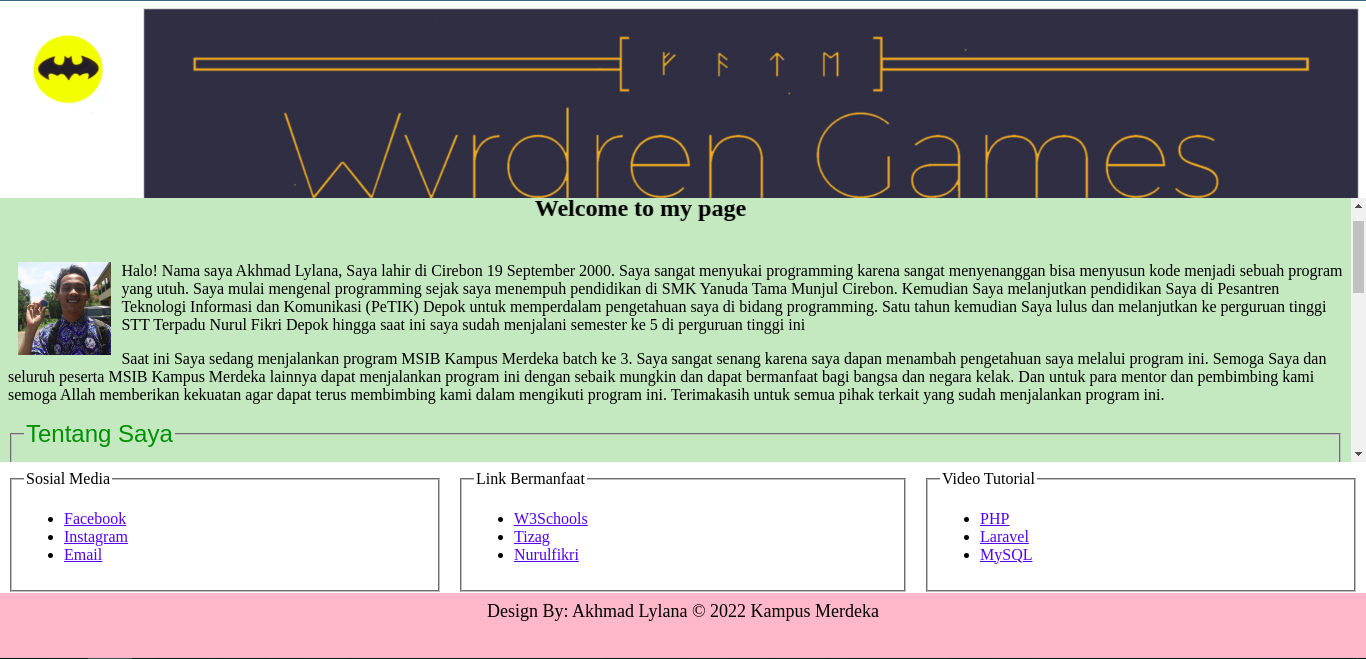 ᚠ ᚨ ᛏ ᛖ
Wyrdren Games
Welcome to my page
Halo! Nama saya Akhmad Lylana, Saya lahir di Cirebon 19 September 2000. Saya sangat menyukai programming karena sangat menyenanggan bisa menyusun kode menjadi sebuah program
yang utuh. Saya mulai mengenal programming sejak saya menempuh pendidikan di SMK Yanuda Tama Munjul Cirebon. Kemudian Saya melanjutkan pendidikan Saya di Pesantren
Teknologi Informasi dan Komunikasi (PeTIK) Depok untuk memperdalam pengetahuan saya di bidang programming. Satu tahun kemudian Saya lulus dan melanjutkan ke perguruan tinggi
STT Terpadu Nurul Fikri Depok hingga saat ini saya sudah menjalani semester ke 5 di perguruan tinggi ini
Saat ini Saya sedang menjalankan program MSIB Kampus Merdeka batch ke 3. Saya sangat senang karena saya dapan menambah pengetahuan saya melalui program ini. Semoga Saya dan
seluruh peserta MSIB Kampus Merdeka lainnya dapat menjalankan program ini dengan sebaik mungkin dan dapat bermanfaat bagi bangsa dan negara kelak. Dan untuk para mentor dan pembimbing kami
semoga Allah memberikan kekuatan agar dapat terus membimbing kami dalam mengikuti program ini. Terimakasih untuk semua pihak terkait yang sudah menjalankan program ini.
Tentang Saya
Sosial Media
Facebook
Instagram
Email
Link Bermanfaat
W3Schools
Tizag
Nurulfikri
Video Tutorial
PHP
Laravel
MySQL
Design By: Akhmad Lylana © 2022 Kampus Merdeka